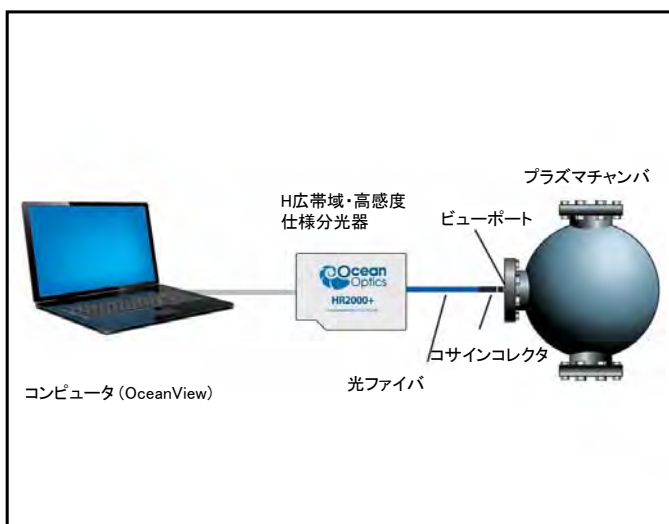 プラズマチャンバ
H広帯域・高感度
仕様分光器
ビューポート
Ocean
Optics
HR2000+
コサインコレクタ
光ファイバ
コンピュータ(OceanView)